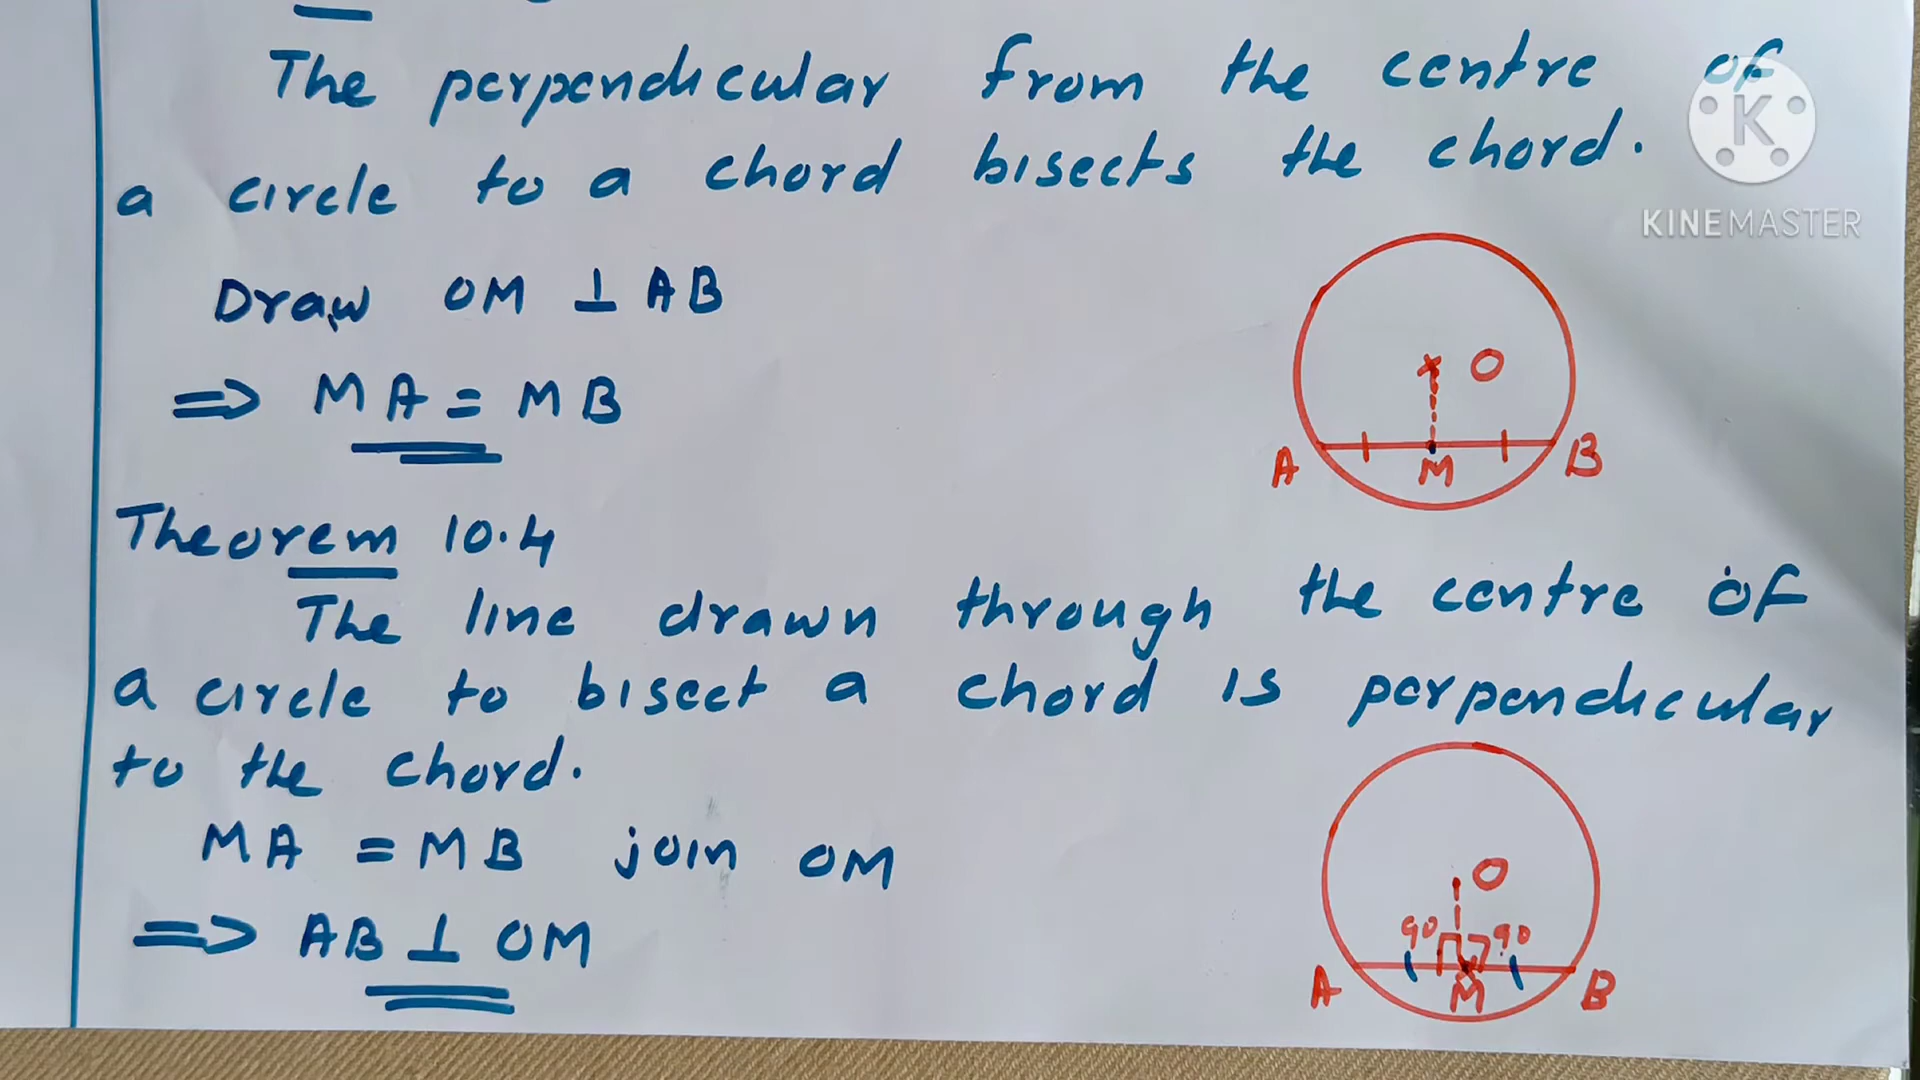 The perpendicular from the centre of
a circle to a chord bisects the chord.
K
KINEMASTER
Draw OM ⊥ AB
⇒ MA = MB
O
A M B
Theorem 10.4
The line drawn through the centre of
a circle to bisect a chord is perpendicular
to the chord.
MA = MB join OM
⇒ AB ⊥ OM
O
90 90
A M B